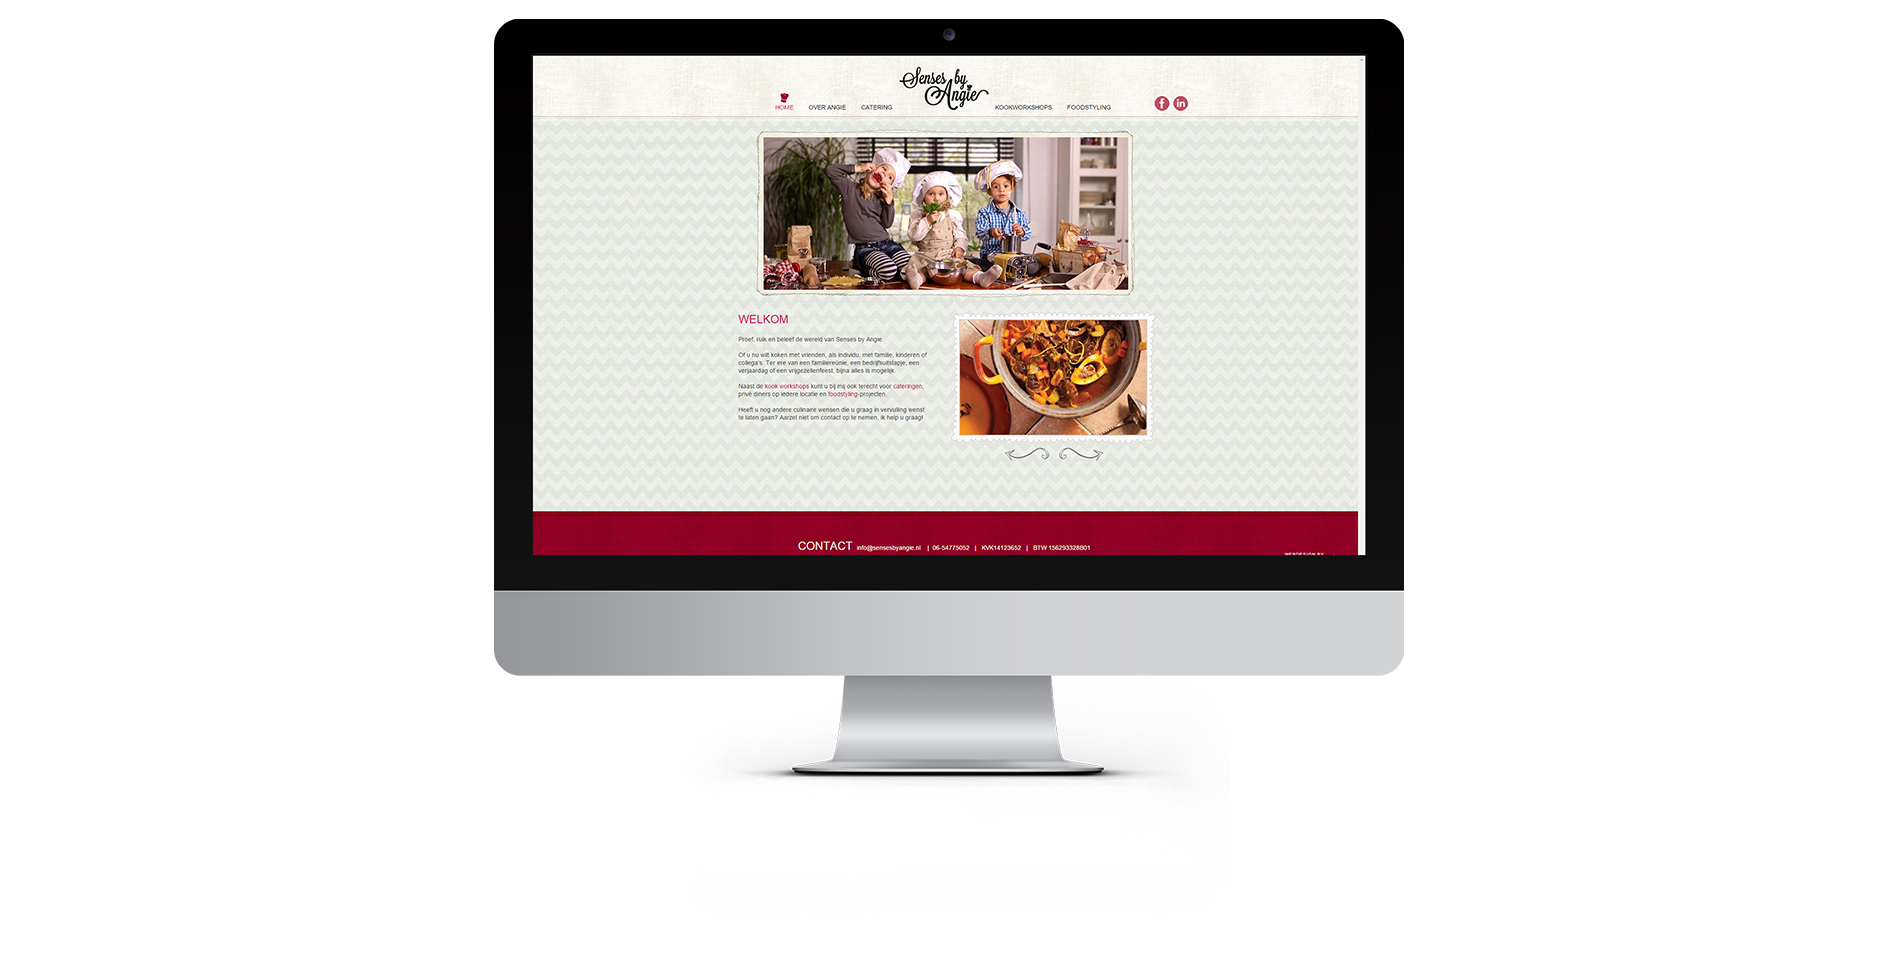 Senses by
Angie
HOME OVER ANGIE CATERING KOOKWORKSHOPS FOODSTYLING
f in
WELKOM
Proef, ruik en beleef de wereld van Senses by Angie
Of u nu wilt koken met vrienden, als individu, met familie, kinderen of
collega's. Ter ere van een familiereünie, een bedrijfsuitstapje, een
verjaardag of een vrijgezellenfeest, bijna alles is mogelijk.
Naast de kook workshops kunt u bij mij ook terecht voor cateringen,
privé diners op iedere locatie en foodstyling-projecten.
Heeft u nog andere culinaire wensen die u graag in vervulling wenst
te laten gaan? Aarzel niet om contact op te nemen, ik help u graag!
CONTACT info@sensesbyangie.nl | 06-54775052 | KVK14123652 | BTW 156293328B01
WEBDESIGN BY